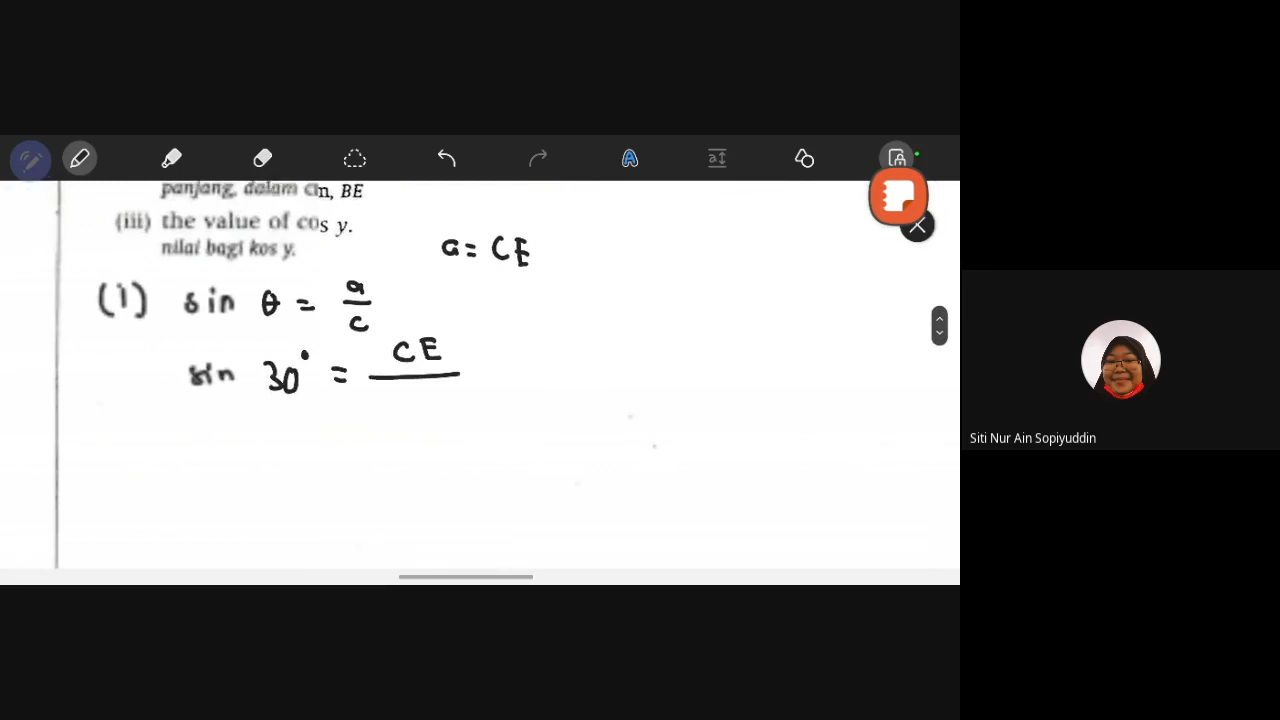 panjang, dalam cm, BE
(iii) the value of cos y.
nilai bagi kos y.
a = CE
(i) sin θ = a/c
sin 30° = CE
Siti Nur Ain Sopiyuddin